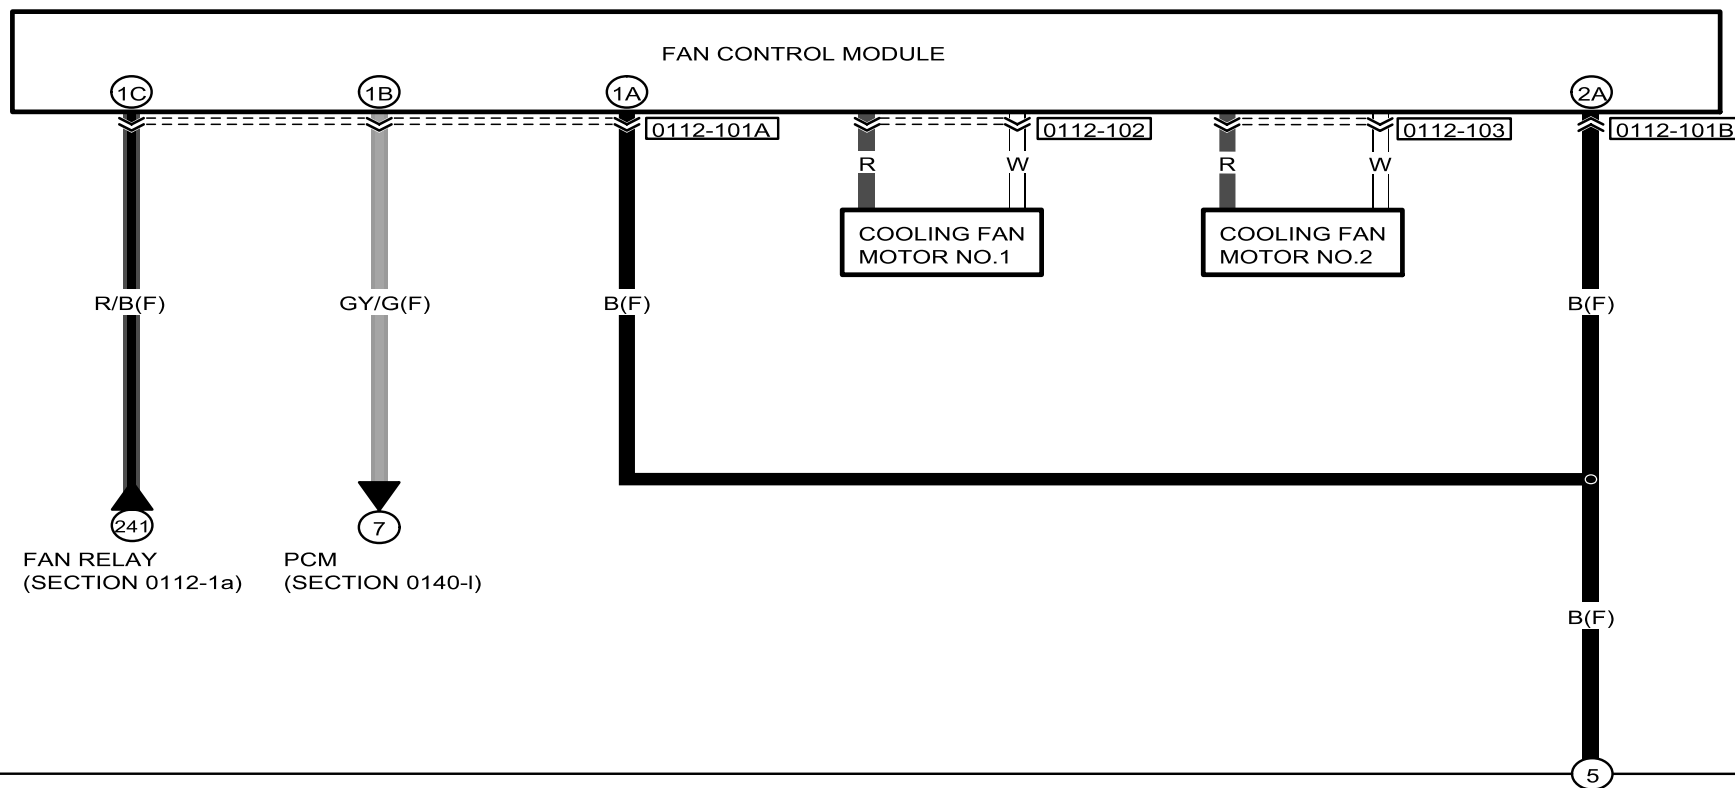 FAN CONTROL MODULE
1C
1B
1A
2A
0112-101A
0112-102
0112-103
0112-101B
R
W
R
W
COOLING FAN
MOTOR NO.1
COOLING FAN
MOTOR NO.2
R/B(F)
GY/G(F)
B(F)
B(F)
241
7
FAN RELAY
(SECTION 0112-1a)
PCM
(SECTION 0140-I)
B(F)
5